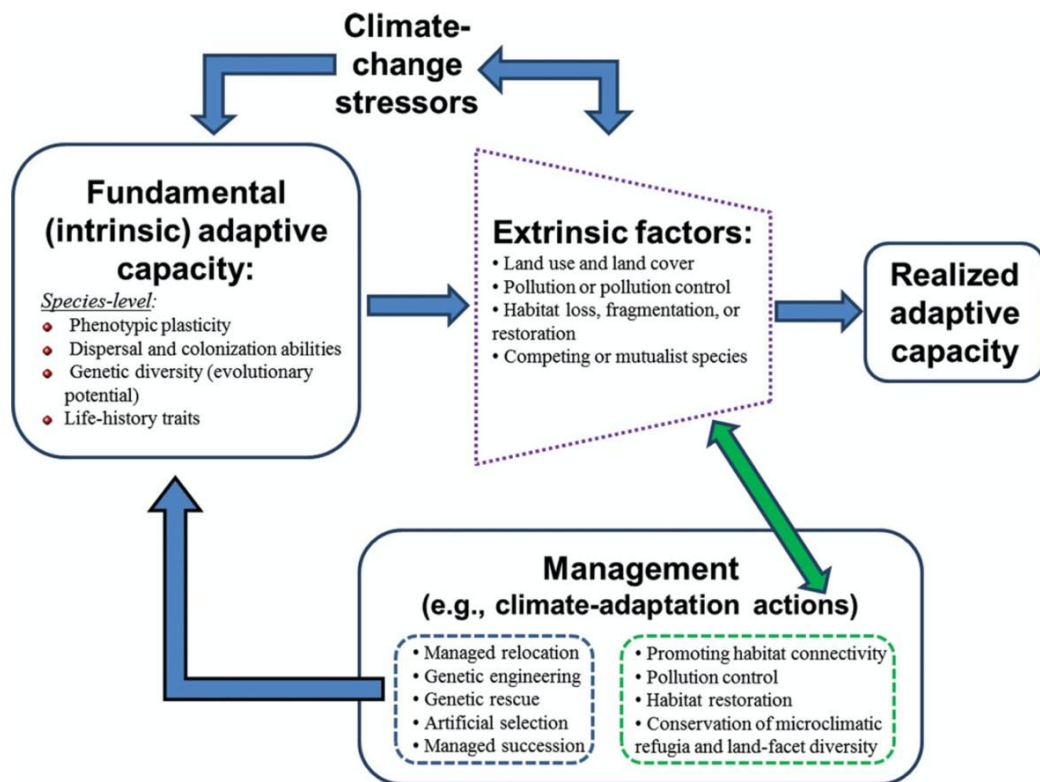 Climate-
change
stressors
Fundamental
(intrinsic) adaptive
capacity:
Species-level:
• Phenotypic plasticity
• Dispersal and colonization abilities
• Genetic diversity (evolutionary
potential)
• Life-history traits
Extrinsic factors:
• Land use and land cover
• Pollution or pollution control
• Habitat loss, fragmentation, or
restoration
• Competing or mutualist species
Realized
adaptive
capacity
Management
(e.g., climate-adaptation actions)
• Managed relocation
• Genetic engineering
• Genetic rescue
• Artificial selection
• Managed succession
• Promoting habitat connectivity
• Pollution control
• Habitat restoration
• Conservation of microclimatic
refugia and land-facet diversity